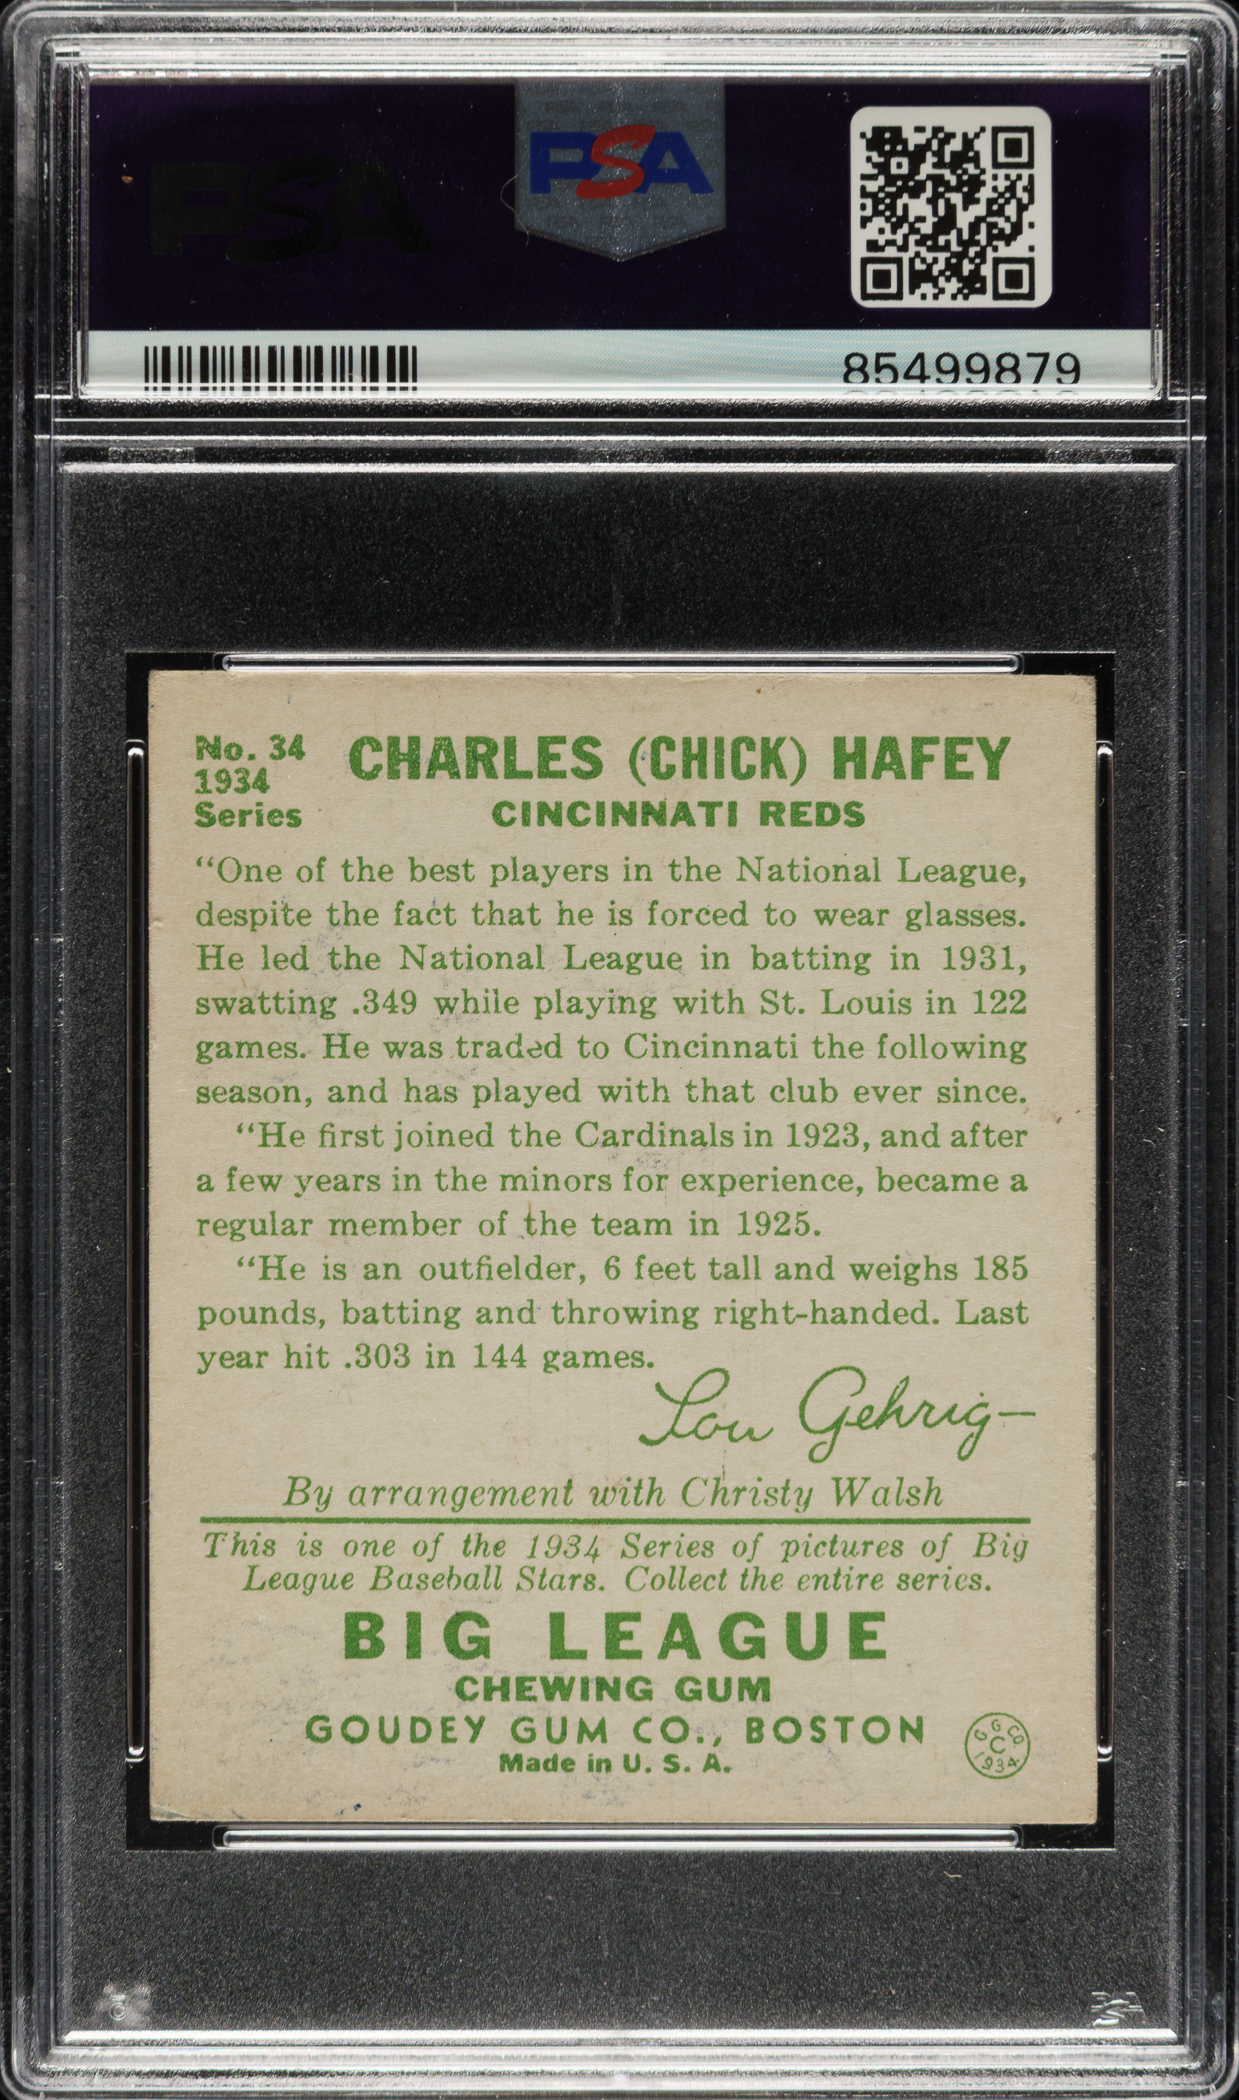 PSA
PSA
85499879
No. 34
1934
Series
CHARLES (CHICK) HAFEY
CINCINNATI REDS
“One of the best players in the National League,
despite the fact that he is forced to wear glasses.
He led the National League in batting in 1931,
swatting .349 while playing with St. Louis in 122
games. He was traded to Cincinnati the following
season, and has played with that club ever since.
“He first joined the Cardinals in 1923, and after
a few years in the minors for experience, became a
regular member of the team in 1925.
“He is an outfielder, 6 feet tall and weighs 185
pounds, batting and throwing right-handed. Last
year hit .303 in 144 games.
Lou Gehrig—
By arrangement with Christy Walsh
This is one of the 1934 Series of pictures of Big
League Baseball Stars. Collect the entire series.
BIG LEAGUE
CHEWING GUM
GOUDEY GUM CO., BOSTON
Made in U. S. A.
G G CO
C
1934